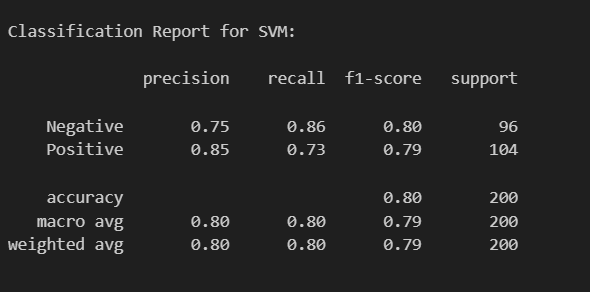 Classification Report for SVM:
precision recall f1-score support
Negative 0.75 0.86 0.80 96
Positive 0.85 0.73 0.79 104
accuracy 0.80 200
macro avg 0.80 0.80 0.79 200
weighted avg 0.80 0.80 0.79 200